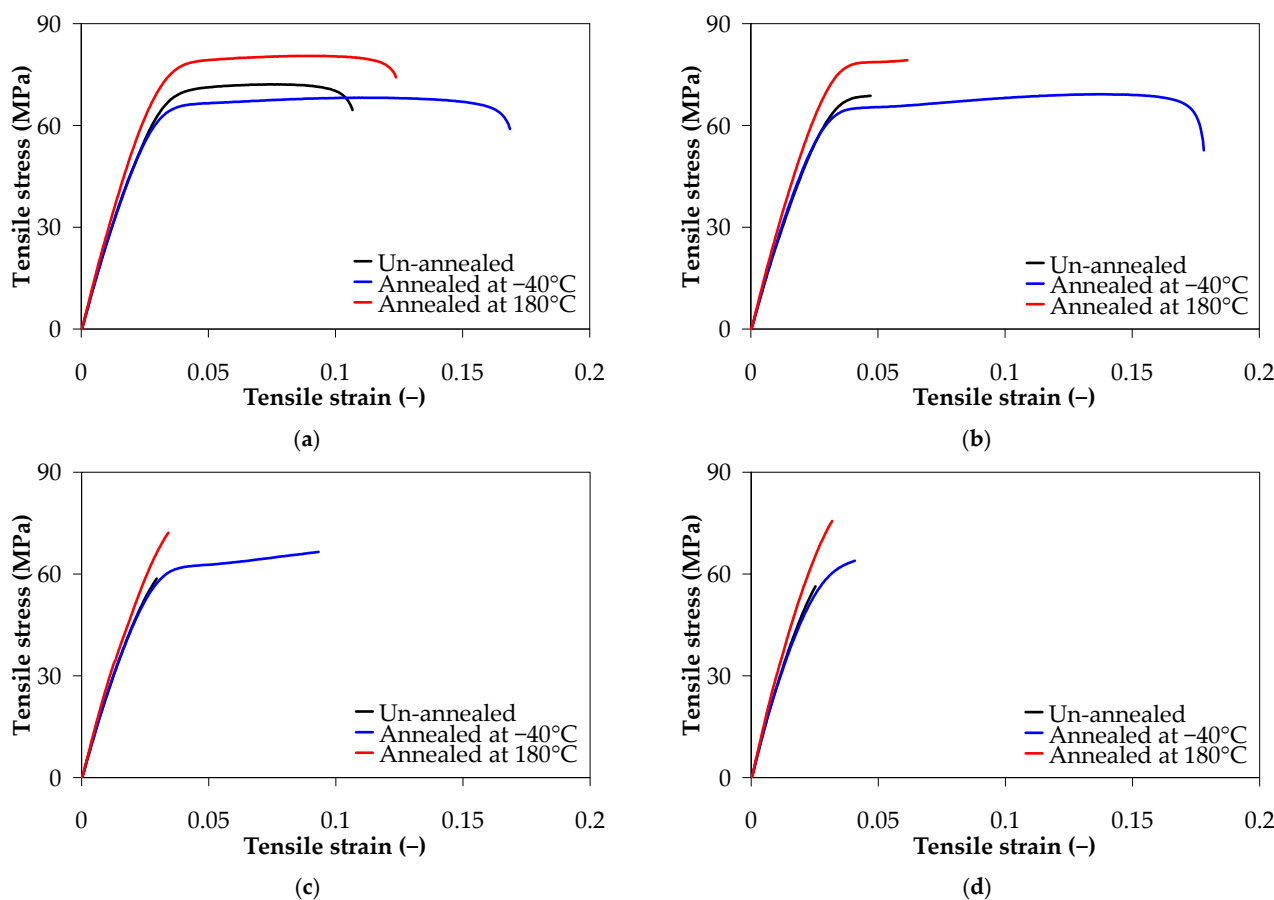 90
60
30
0
Tensile stress (MPa)
Un-annealed
Annealed at −40°C
Annealed at 180°C
0
0.05
0.1
0.15
0.2
Tensile strain (−)
(a)
90
60
30
0
Tensile stress (MPa)
Un-annealed
Annealed at −40°C
Annealed at 180°C
0
0.05
0.1
0.15
0.2
Tensile strain (−)
(b)
90
60
30
0
Tensile stress (MPa)
Un-annealed
Annealed at −40°C
Annealed at 180°C
0
0.05
0.1
0.15
0.2
Tensile strain (−)
(c)
90
60
30
0
Tensile stress (MPa)
Un-annealed
Annealed at −40°C
Annealed at 180°C
0
0.05
0.1
0.15
0.2
Tensile strain (−)
(d)